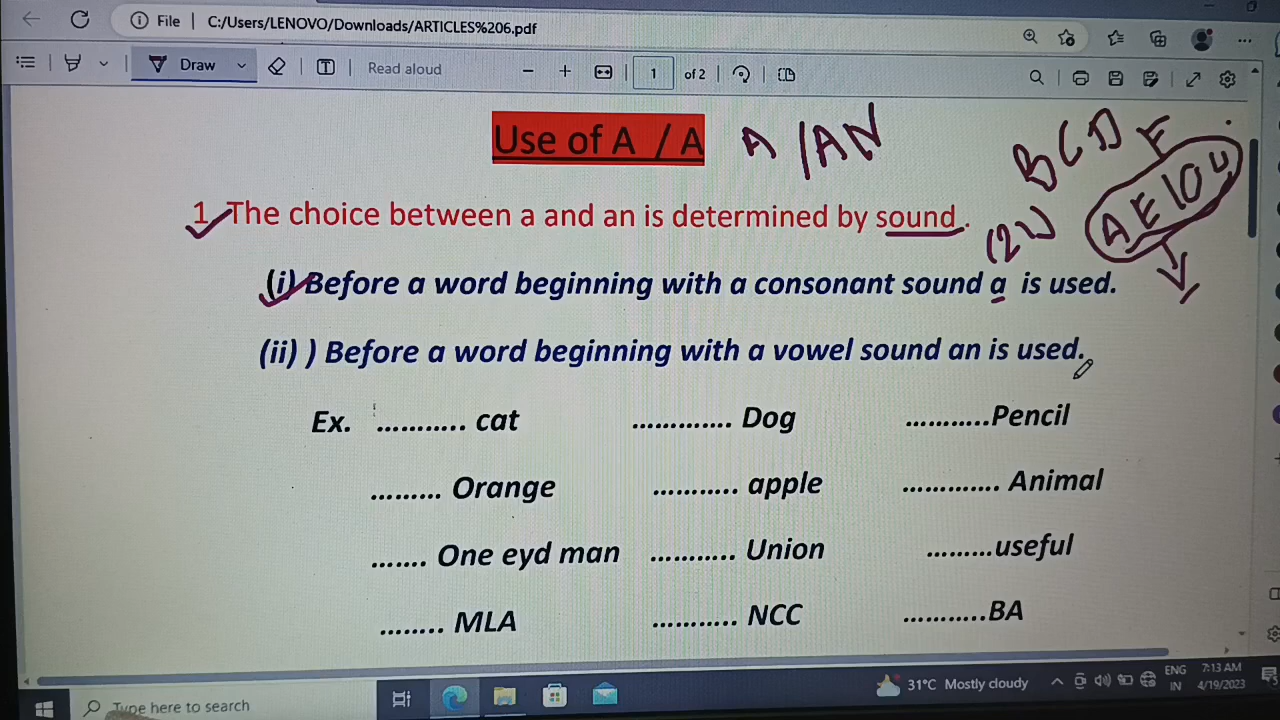 File C:/Users/LENOVO/Downloads/ARTICLES%206.pdf
Draw Read aloud 1 of 2
Use of A / A A / AN
B C D F
1. The choice between a and an is determined by sound.
A E I O U
(i) Before a word beginning with a consonant sound a is used.
(ii) ) Before a word beginning with a vowel sound an is used.
Ex. ........... cat ............. Dog ...........Pencil
......... Orange ........... apple ............. Animal
....... One eyd man ........... Union .........useful
........ MLA ........... NCC ...........BA
Type here to search
31°C Mostly cloudy
ENG 7:13 AM
IN 4/19/2023